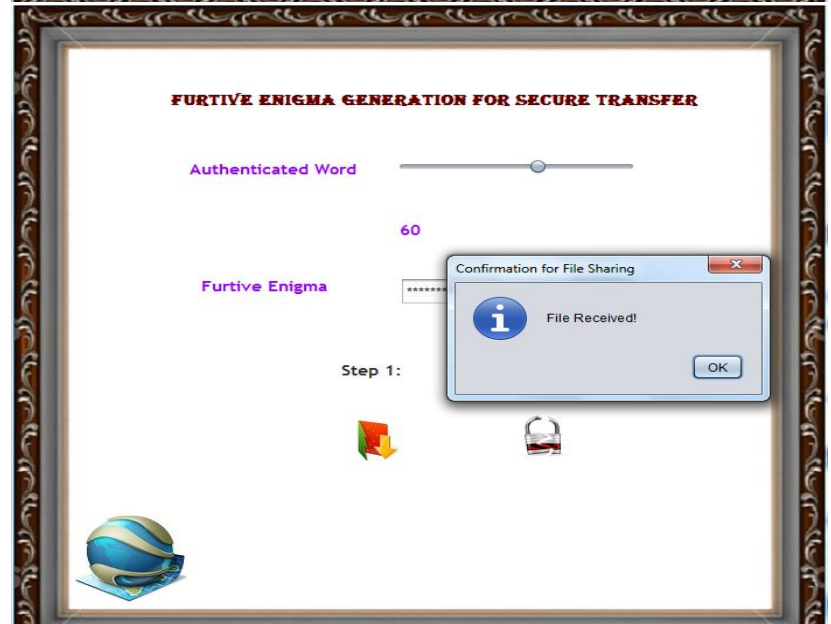 FURTIVE ENIGMA GENERATION FOR SECURE TRANSFER
Authenticated Word
60
Confirmation for File Sharing
Furtive Enigma
*******
File Received!
OK
Step 1: